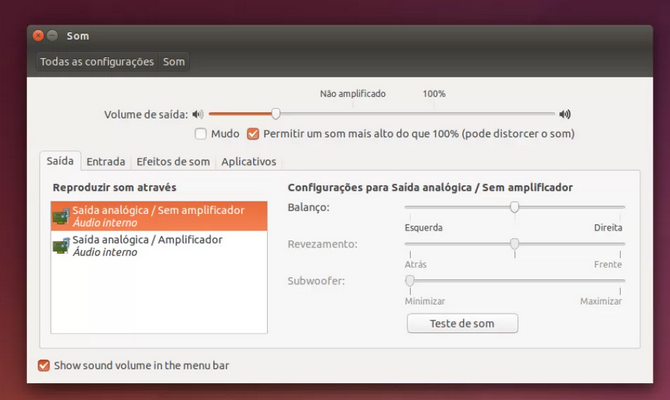 Som
Todas as configurações Som
Não amplificado 100%
Volume de saída:
Mudo Permitir um som mais alto do que 100% (pode distorcer o som)
Saída Entrada Efeitos de som Aplicativos
Reproduzir som através
Saída analógica / Sem amplificador
Áudio interno
Saída analógica / Amplificador
Áudio interno
Configurações para Saída analógica / Sem amplificador
Balanço:
Esquerda Direita
Revezamento:
Atrás Frente
Subwoofer:
Minimizar Maximizar
Teste de som
Show sound volume in the menu bar